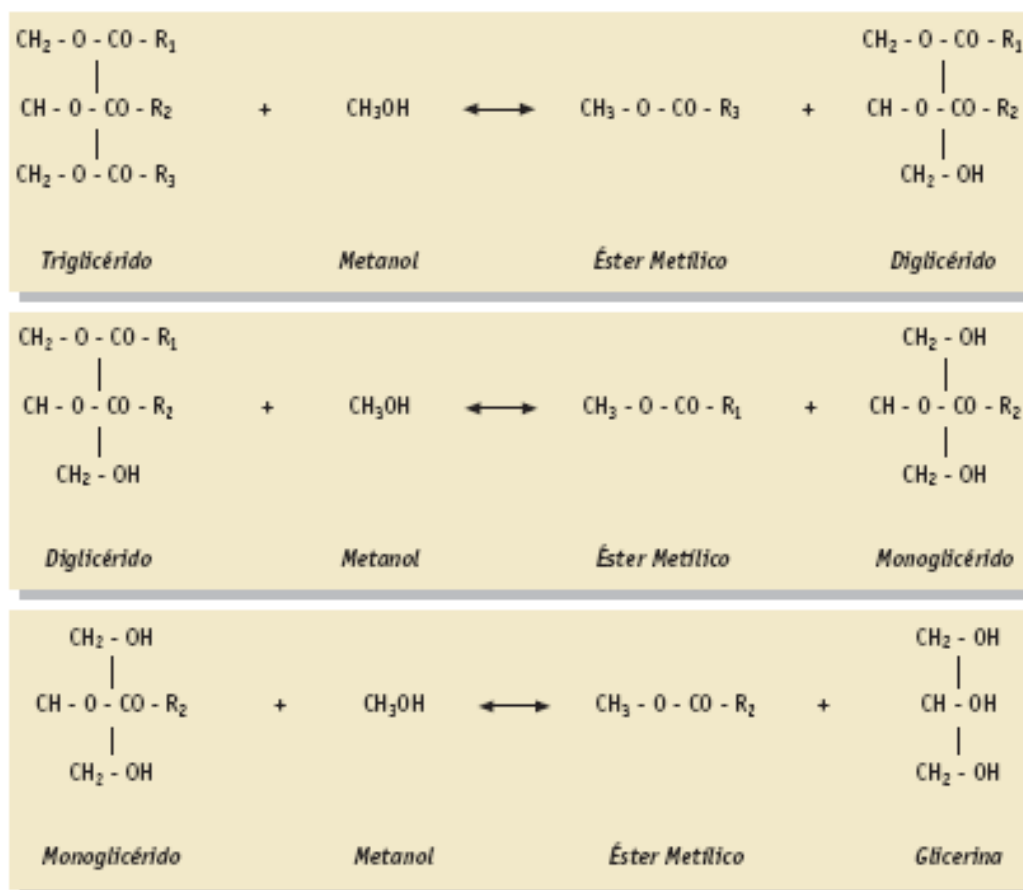 CH₂ - O - CO - R₁ CH₂ - O - CO - R₁
CH - O - CO - R₂ + CH₃OH ⟷ CH₃ - O - CO - R₃ + CH - O - CO - R₂
CH₂ - O - CO - R₃ CH₂ - OH
Triglicérido Metanol Éster Metílico Diglicérido
CH₂ - O - CO - R₁ CH₂ - OH
CH - O - CO - R₂ + CH₃OH ⟷ CH₃ - O - CO - R₁ + CH - O - CO - R₂
CH₂ - OH CH₂ - OH
Diglicérido Metanol Éster Metílico Monoglicérido
CH₂ - OH CH₂ - OH
CH - O - CO - R₂ + CH₃OH ⟷ CH₃ - O - CO - R₂ + CH - OH
CH₂ - OH CH₂ - OH
Monoglicérido Metanol Éster Metílico Glicerina